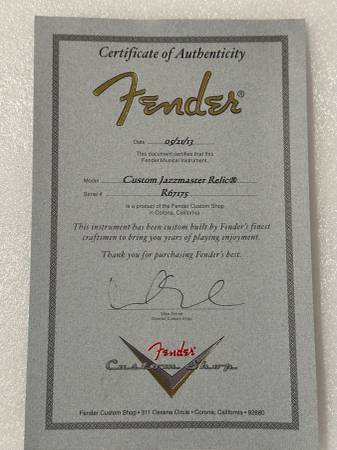 Certificate of Authenticity
Fender®
Date 05/21/13
This document certifies that this
Fender Musical Instrument.
Model Custom Jazzmaster Relic®
Serial # R67175
is a product of the Fender Custom Shop
in Corona, California
This instrument has been custom built by Fender's finest
craftsmen to bring you years of playing enjoyment.
Thank you for purchasing Fender's best.
Mike Eldred
Fender
Custom Shop
Fender Custom Shop • 311 Cessna Circle • Corona, California • 92880